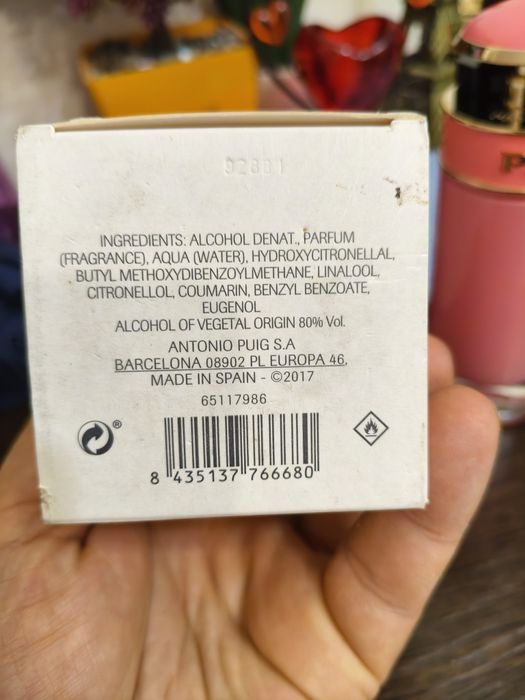 92801
INGREDIENTS: ALCOHOL DENAT., PARFUM
(FRAGRANCE), AQUA (WATER), HYDROXYCITRONELLAL,
BUTYL METHOXYDIBENZOYLMETHANE, LINALOOL,
CITRONELLOL, COUMARIN, BENZYL BENZOATE,
EUGENOL
ALCOHOL OF VEGETAL ORIGIN 80% Vol.
ANTONIO PUIG S.A
BARCELONA 08902 PL EUROPA 46,
MADE IN SPAIN - ©2017
65117986
®
8 435137 766680
P